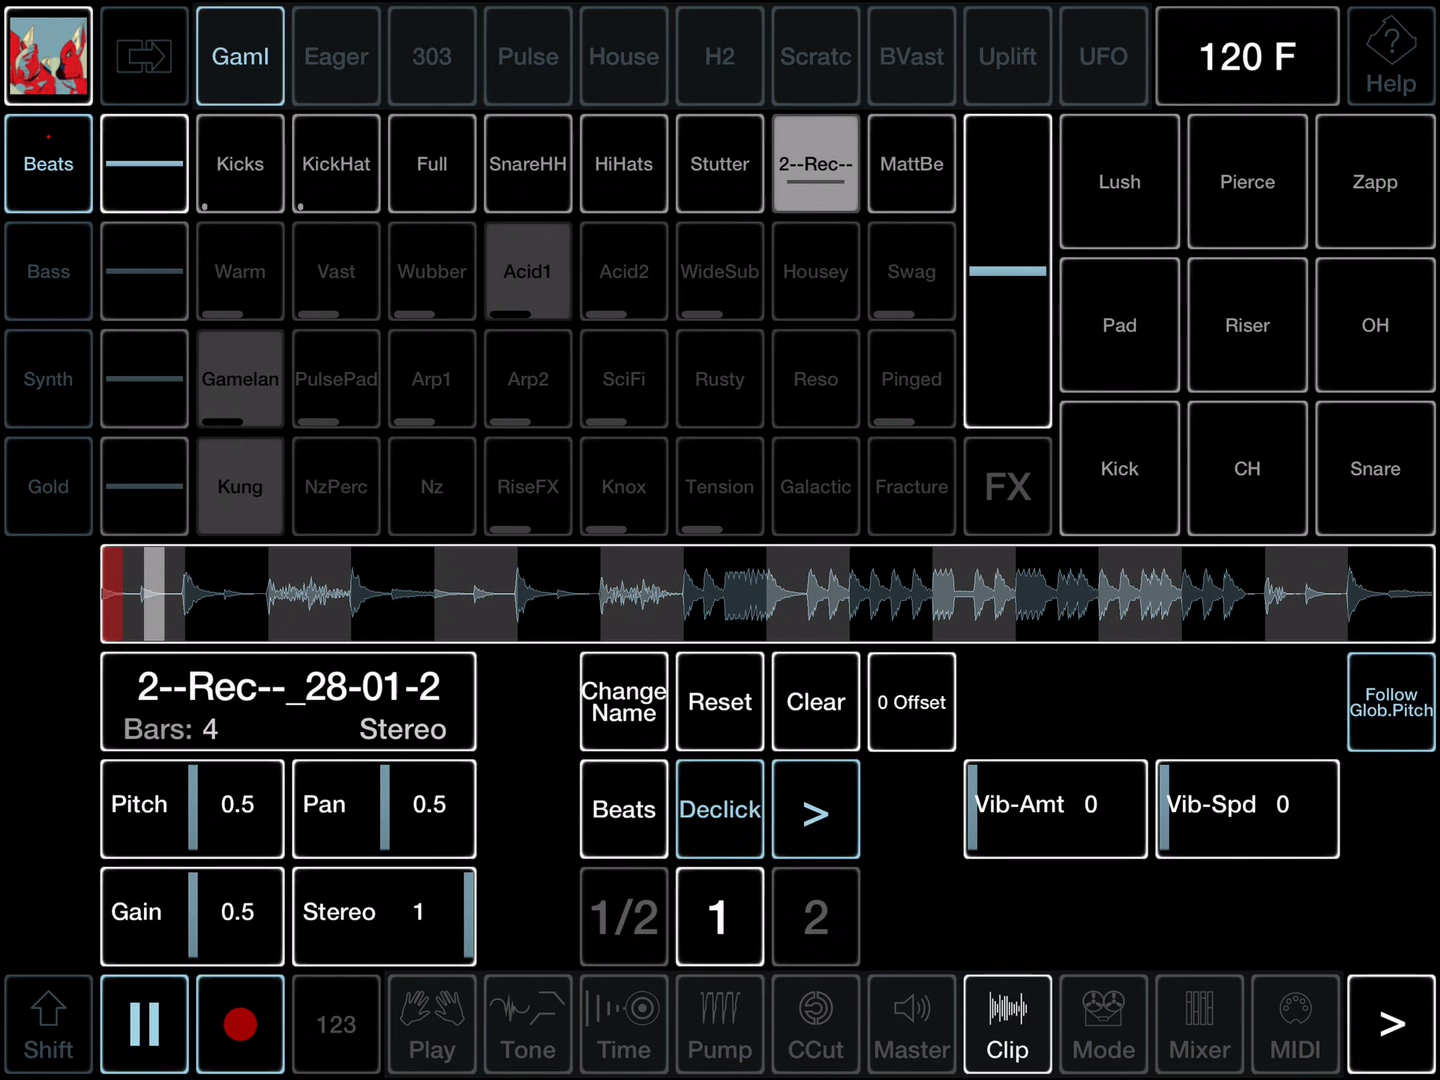 Gaml
Eager
303
Pulse
House
H2
Scratc
BVast
Uplift
UFO
120 F
?
Help
Beats
Kicks
KickHat
Full
SnareHH
HiHats
Stutter
2--Rec--
MattBe
Lush
Pierce
Zapp
Bass
Warm
Vast
Wubber
Acid1
Acid2
WideSub
Housey
Swag
Pad
Riser
OH
Synth
Gamelan
PulsePad
Arp1
Arp2
SciFi
Rusty
Reso
Pinged
Gold
Kung
NzPerc
Nz
RiseFX
Knox
Tension
Galactic
Fracture
FX
Kick
CH
Snare
2--Rec--_28-01-2
Bars: 4
Stereo
Change
Name
Reset
Clear
0 Offset
Follow
Glob.Pitch
Pitch 0.5
Pan 0.5
Beats
Declick
>
Vib-Amt 0
Vib-Spd 0
Gain 0.5
Stereo 1
1/2
1
2
Shift
123
Play
Tone
Time
Pump
CCut
Master
Clip
Mode
Mixer
MIDI
>